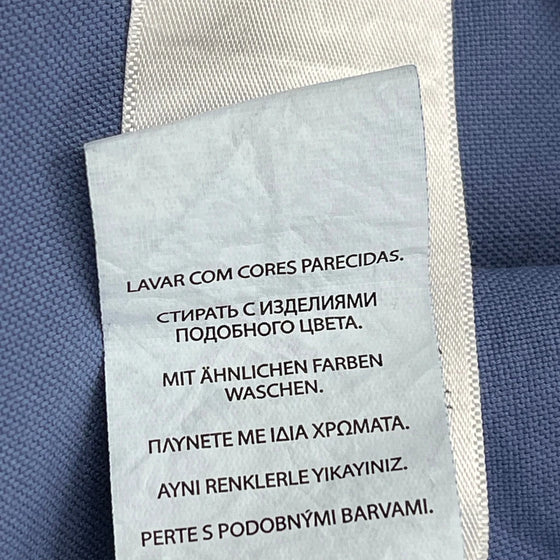 LAVAR COM CORES PARECIDAS.
СТИРАТЬ С ИЗДЕЛИЯМИ
ПОДОБНОГО ЦВЕТА.
MIT ÄHNLICHEN FARBEN
WASCHEN.
ΠΛΥΝΕΤΕ ΜΕ ΙΔΙΑ ΧΡΩΜΑΤΑ.
AYNI RENKLERLE YIKAYINIZ.
PERTE S PODOBNÝMI BARVAMI.